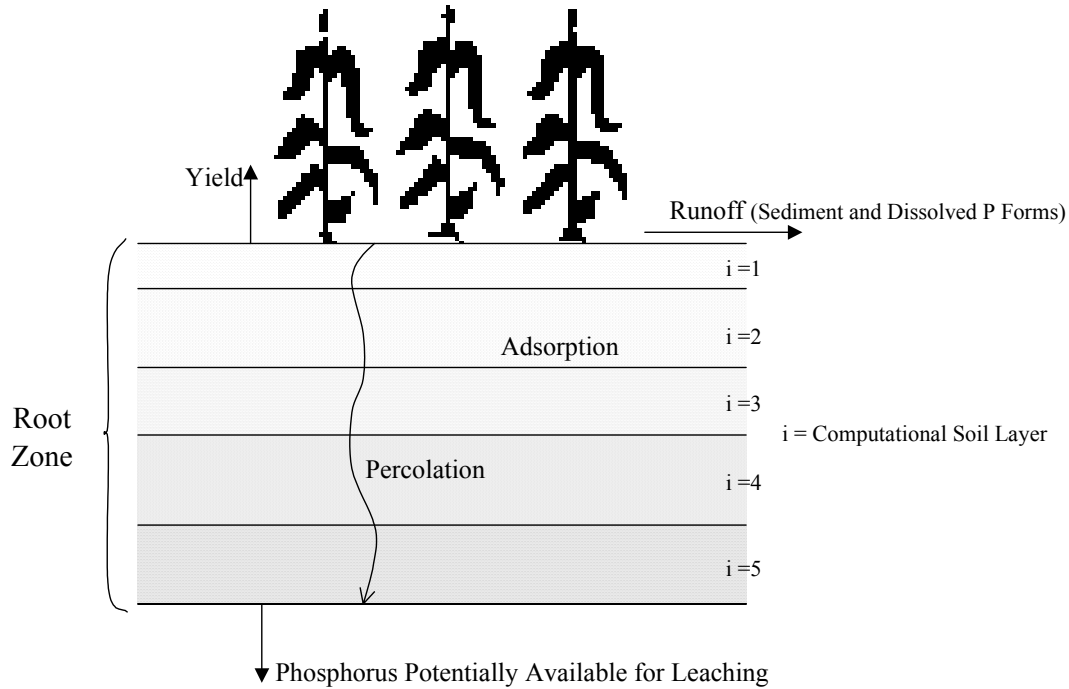 Yield
Runoff (Sediment and Dissolved P Forms)
i =1
i =2
Adsorption
i =3
Root
Zone
i = Computational Soil Layer
Percolation
i =4
i =5
Phosphorus Potentially Available for Leaching